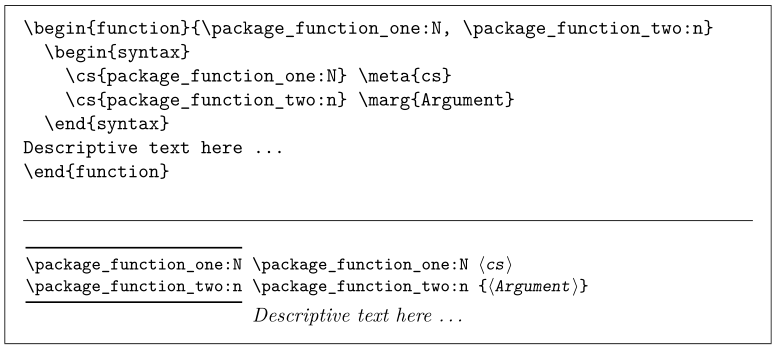 \begin{function}{\package_function_one:N, \package_function_two:n}
  \begin{syntax}
    \cs{package_function_one:N} \meta{cs}
    \cs{package_function_two:n} \marg{Argument}
  \end{syntax}
Descriptive text here ...
\end{function}
\package_function_one:N \package_function_one:N ⟨cs⟩
\package_function_two:n \package_function_two:n {⟨Argument⟩}
Descriptive text here ...